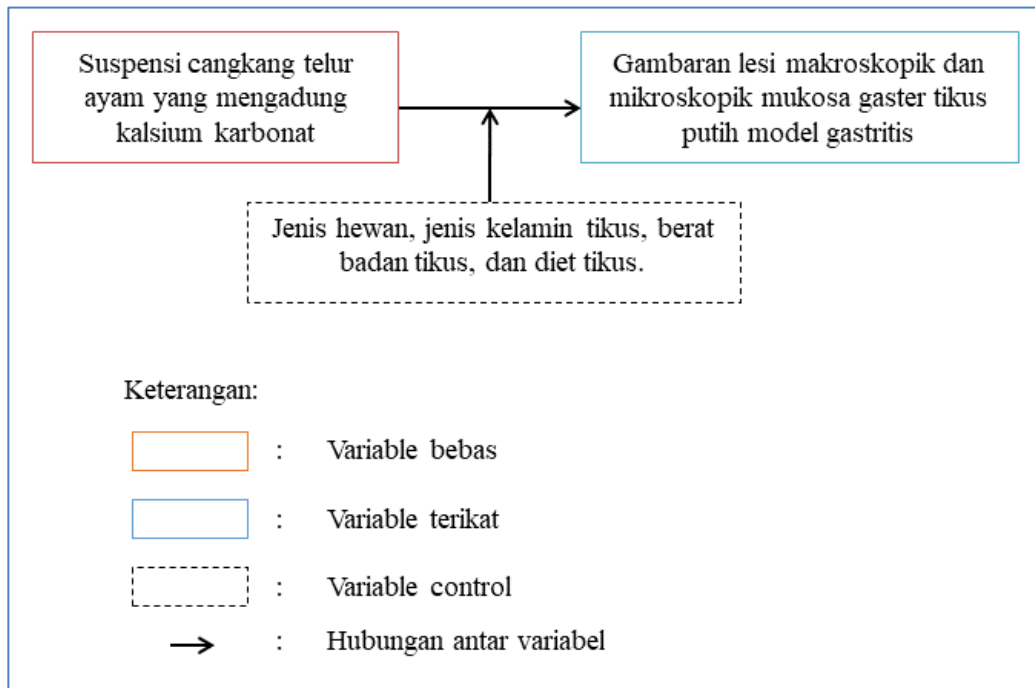 Suspensi cangkang telur
ayam yang mengadung
kalsium karbonat
Gambaran lesi makroskopik dan
mikroskopik mukosa gaster tikus
putih model gastritis
Jenis hewan, jenis kelamin tikus, berat
badan tikus, dan diet tikus.
Keterangan:
: Variable bebas
: Variable terikat
: Variable control
: Hubungan antar variabel